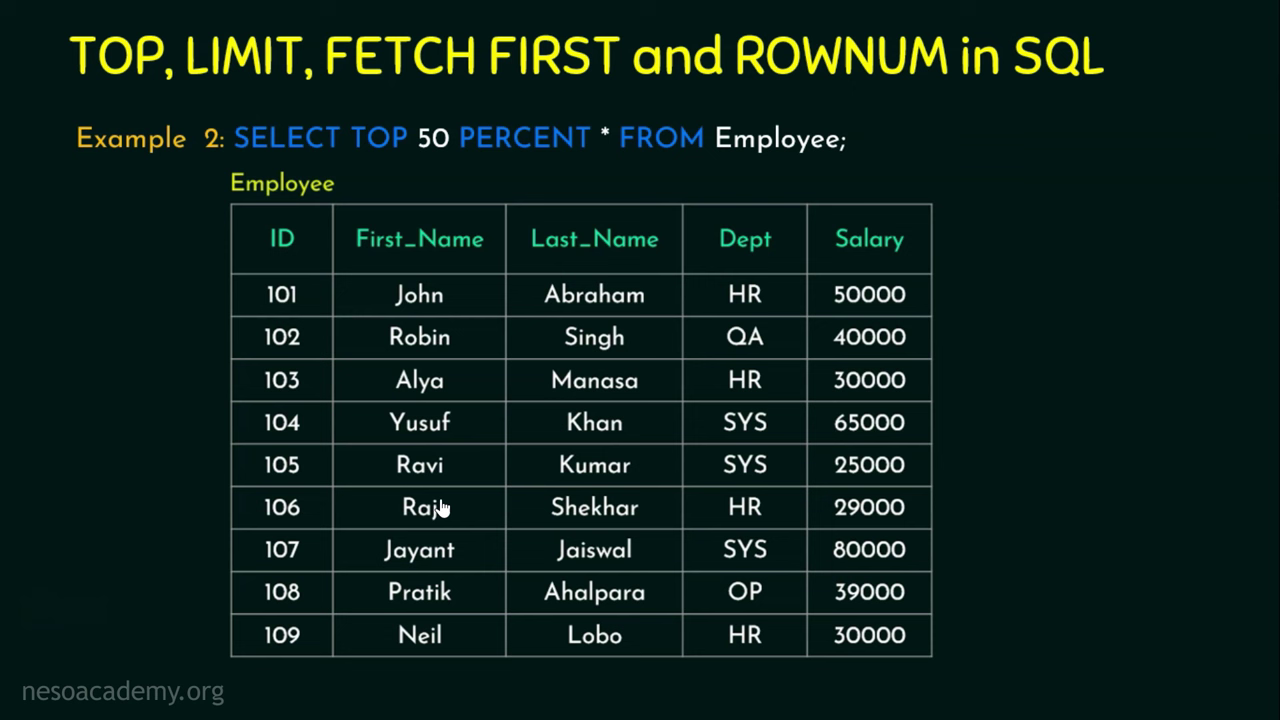 TOP, LIMIT, FETCH FIRST and ROWNUM in SQL
Example 2: SELECT TOP 50 PERCENT * FROM Employee;
Employee
ID First_Name Last_Name Dept Salary
101 John Abraham HR 50000
102 Robin Singh QA 40000
103 Alya Manasa HR 30000
104 Yusuf Khan SYS 65000
105 Ravi Kumar SYS 25000
106 Raj Shekhar HR 29000
107 Jayant Jaiswal SYS 80000
108 Pratik Ahalpara OP 39000
109 Neil Lobo HR 30000
nesoacademy.org